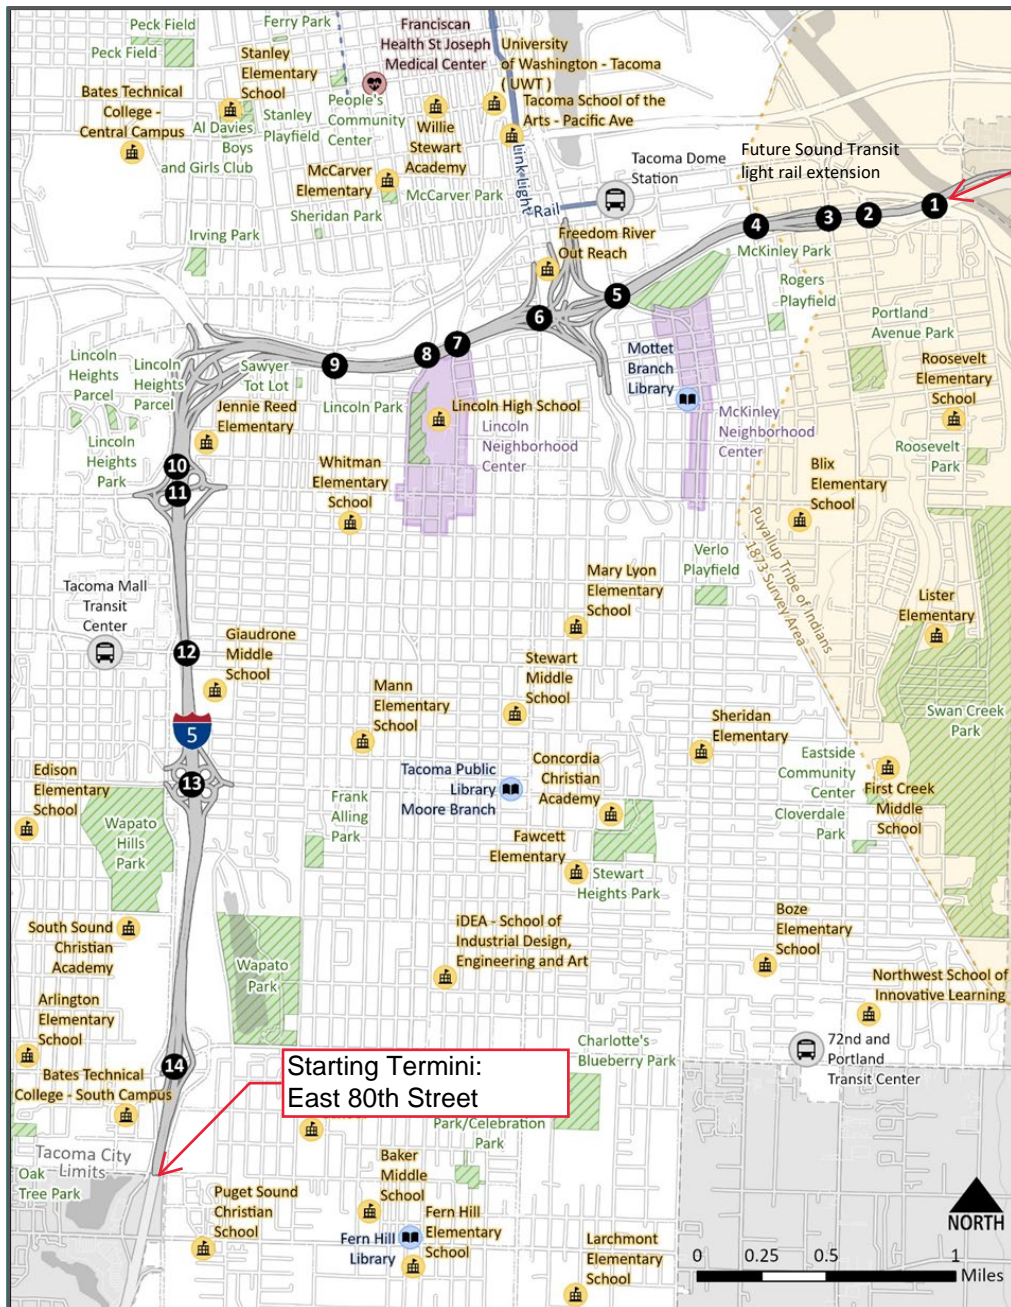 Peck Field
Peck Field
Ferry Park
Stanley
Elementary
School
Franciscan
Health St Joseph
Medical Center
University
of Washington - Tacoma
( UWT )
Tacoma School of the
Arts - Pacific Ave
Bates Technical
College -
Central Campus
Al Davies
Boys
and Girls Club
Stanley
Playfield
People's
Community
Center
Willie
Stewart
Academy
McCarver
Elementary
McCarver Park
Sheridan Park
Irving Park
Link Light
Rail
Tacoma Dome
Station
Future Sound Transit
light rail extension
1
2
3
4
McKinley Park
Freedom River
Out Reach
5
6
7
8
9
Rogers
Playfield
Portland
Avenue Park
Roosevelt
Elementary
School
Roosevelt
Park
Mottet
Branch
Library
McKinley
Neighborhood
Center
Lincoln
Heights
Parcel
Lincoln
Heights
Parcel
Sawyer
Tot Lot
Lincoln Park
Lincoln High School
Lincoln
Neighborhood
Center
Jennie Reed
Elementary
Lincoln
Heights
Park
10
11
Whitman
Elementary
School
Blix
Elementary
School
Puyallup Tribe of Indians
1873 Survey Area
Verlo
Playfield
Mary Lyon
Elementary
School
Lister
Elementary
Tacoma Mall
Transit
Center
12
Giaudrone
Middle
School
Stewart
Middle
School
Mann
Elementary
School
Sheridan
Elementary
Swan Creek
Park
5
13
Edison
Elementary
School
Wapato
Hills
Park
Frank
Alling
Park
Tacoma Public
Library
Moore Branch
Concordia
Christian
Academy
Eastside
Community
Center
Cloverdale
Park
First Creek
Middle
School
Fawcett
Elementary
Stewart
Heights Park
South Sound
Christian
Academy
Wapato
Park
iDEA - School of
Industrial Design,
Engineering and Art
Boze
Elementary
School
Northwest School of
Innovative Learning
Arlington
Elementary
School
14
Bates Technical
College - South Campus
Starting Termini:
East 80th Street
Charlotte's
Blueberry Park
72nd and
Portland
Transit Center
Park/Celebration
Park
Tacoma City
Limits
Oak
Tree Park
Baker
Middle
School
Puget Sound
Christian
School
Fern Hill
Library
Fern Hill
Elementary
School
Larchmont
Elementary
School
NORTH
0 0.25 0.5 1
Miles